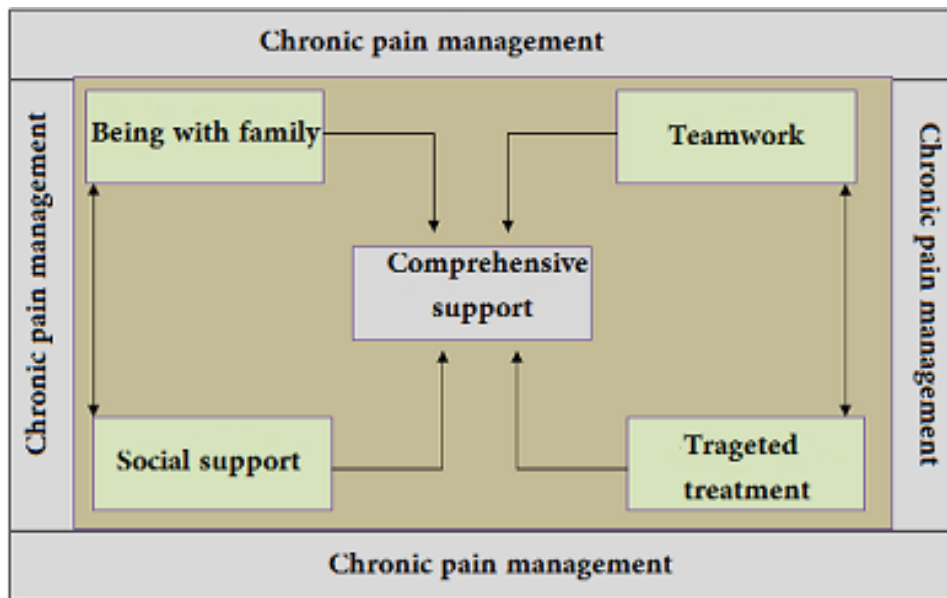 Chronic pain management
Chronic pain management
Being with family
Teamwork
Comprehensive
support
Social support
Trageted
treatment
Chronic pain management
Chronic pain management